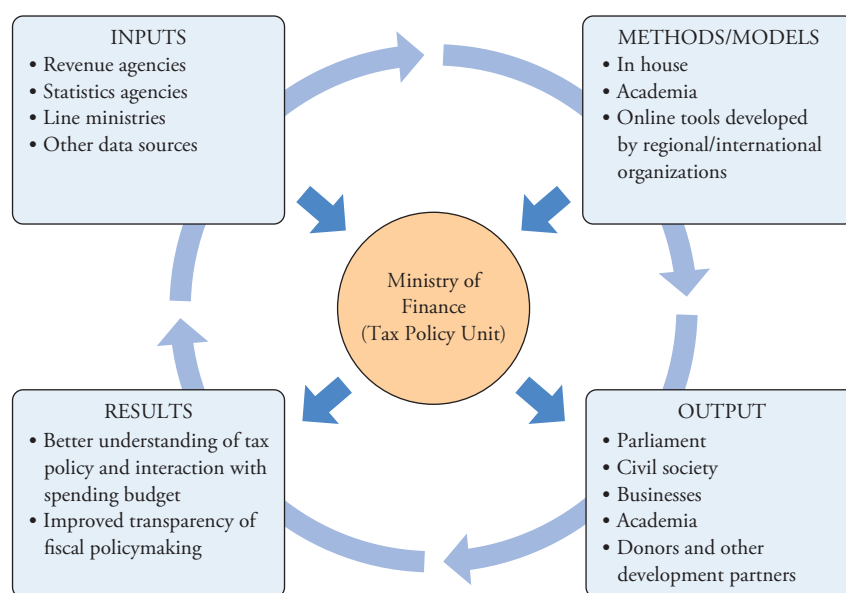 INPUTS
• Revenue agencies
• Statistics agencies
• Line ministries
• Other data sources
METHODS/MODELS
• In house
• Academia
• Online tools developed
by regional/international
organizations
Ministry of
Finance
(Tax Policy Unit)
RESULTS
• Better understanding of tax
policy and interaction with
spending budget
• Improved transparency of
fiscal policymaking
OUTPUT
• Parliament
• Civil society
• Businesses
• Academia
• Donors and other
development partners